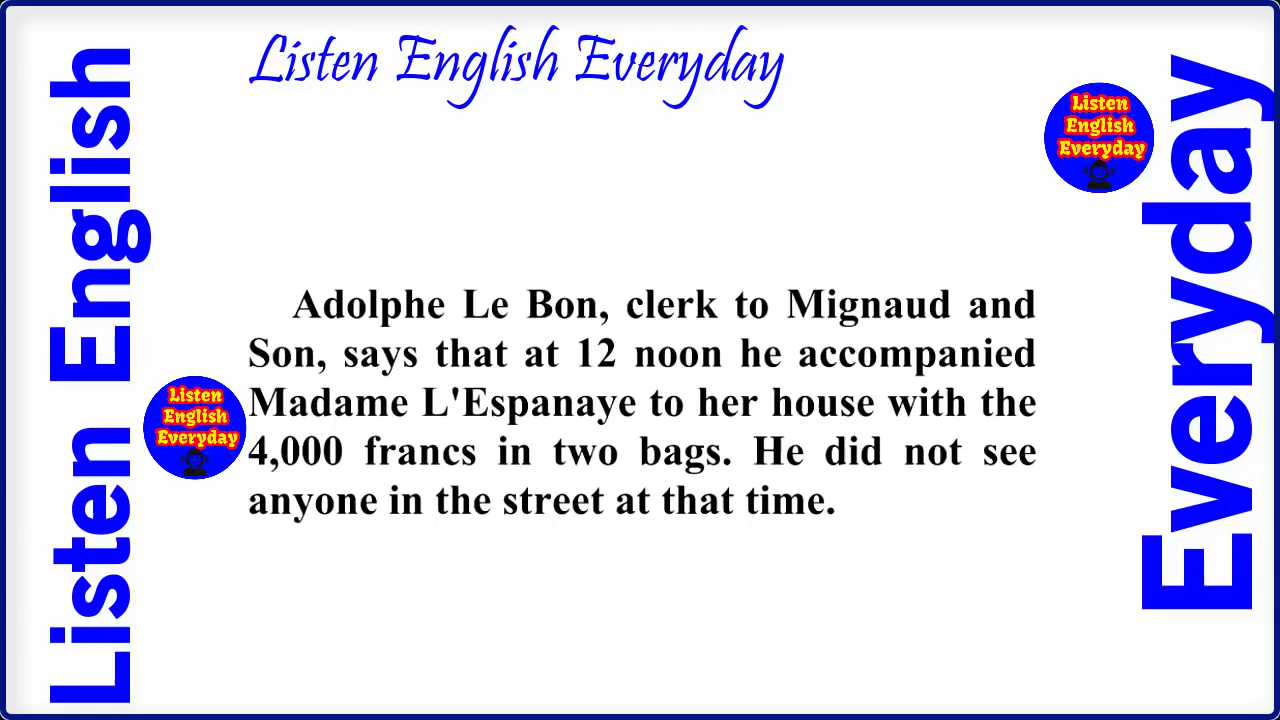 Listen English Everyday
Listen English
Everyday
Listen
English
Everyday
Adolphe Le Bon, clerk to Mignaud and
Son, says that at 12 noon he accompanied
Madame L'Espanaye to her house with the
4,000 francs in two bags. He did not see
anyone in the street at that time.
Listen
English
Everyday